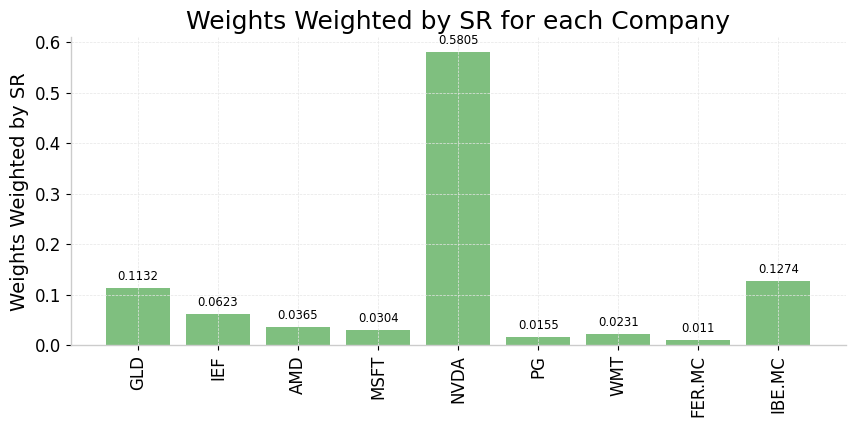 Weights Weighted by SR for each Company
Weights Weighted by SR
0.6
0.5
0.4
0.3
0.2
0.1
0.0
0.1132
0.0623
0.0365
0.0304
0.5805
0.0155
0.0231
0.011
0.1274
GLD
IEF
AMD
MSFT
NVDA
PG
WMT
FER.MC
IBE.MC